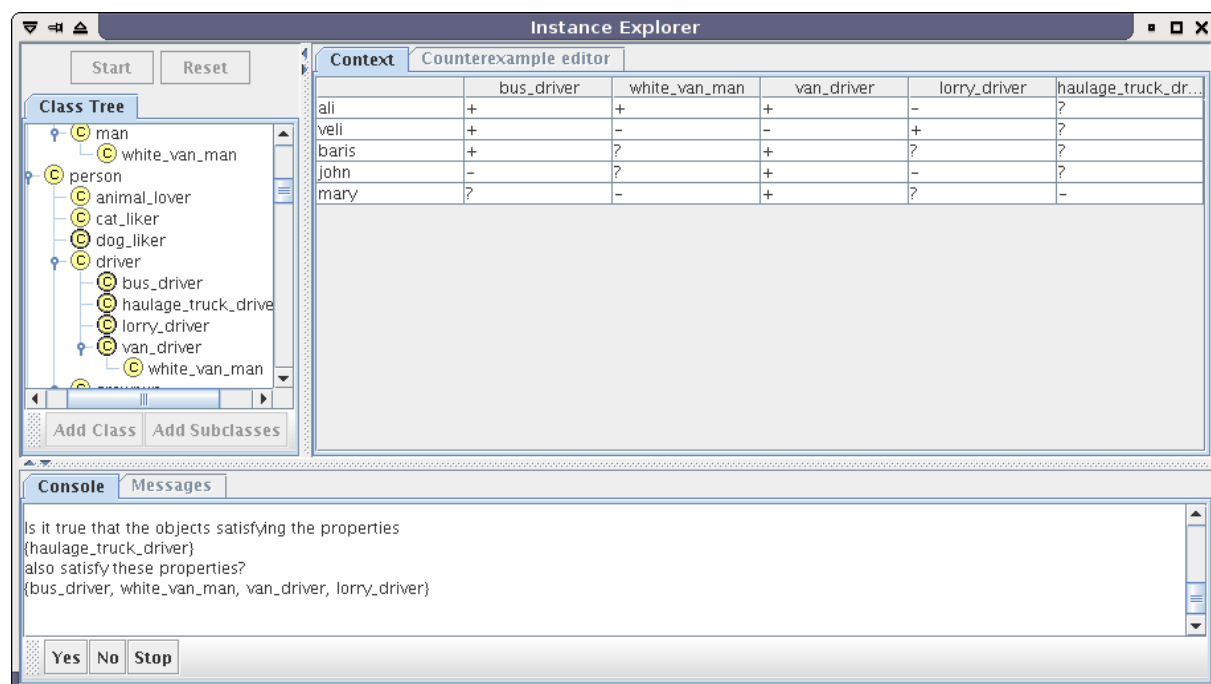 Instance Explorer
Start Reset
Class Tree
man
white_van_man
person
animal_lover
cat_liker
dog_liker
driver
bus_driver
haulage_truck_drive
lorry_driver
van_driver
white_van_man
Add Class Add Subclasses
Context Counterexample editor
bus_driver white_van_man van_driver lorry_driver haulage_truck_dr...
ali + + + – ?
veli + – – + ?
baris + ? + ? ?
john – ? + – ?
mary ? – + ? –
Console Messages
Is it true that the objects satisfying the properties
{haulage_truck_driver}
also satisfy these properties?
{bus_driver, white_van_man, van_driver, lorry_driver}
Yes No Stop